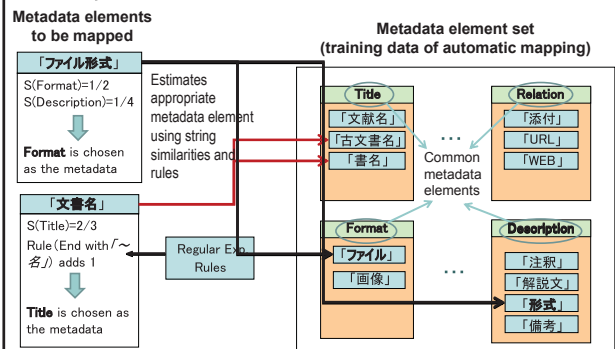 Metadata elements
to be mapped
「ファイル形式」
S(Format)=1/2
S(Description)=1/4
Format is chosen
as the metadata
「文書名」
S(Title)=2/3
Rule(End with「～
名」) adds 1
Title is chosen as
the metadata
Estimates
appropriate
metadata element
using string
similarities and
rules
Regular Exp.
Rules
Metadata element set
(training data of automatic mapping)
Title
「文献名」
「古文書名」
「書名」
Relation
「添付」
「URL」
「WEB」
...
Common
metadata
elements
Format
「ファイル」
「画像」
...
Description
「注釈」
「解説文」
「形式」
「備考」